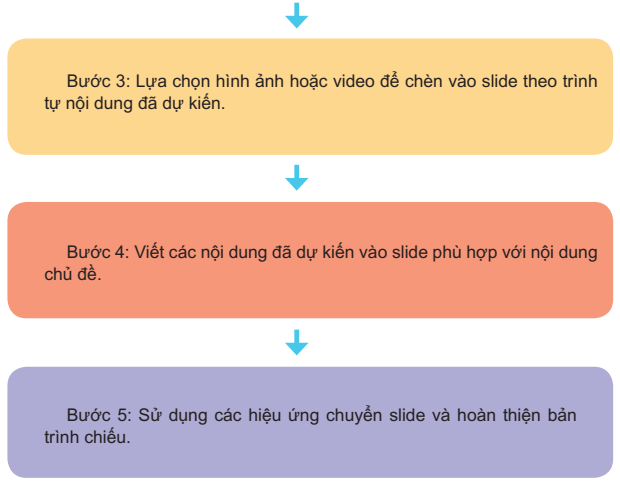 Bước 3: Lựa chọn hình ảnh hoặc video để chèn vào slide theo trình
tự nội dung đã dự kiến.
Bước 4: Viết các nội dung đã dự kiến vào slide phù hợp với nội dung
chủ đề.
Bước 5: Sử dụng các hiệu ứng chuyển slide và hoàn thiện bản
trình chiếu.